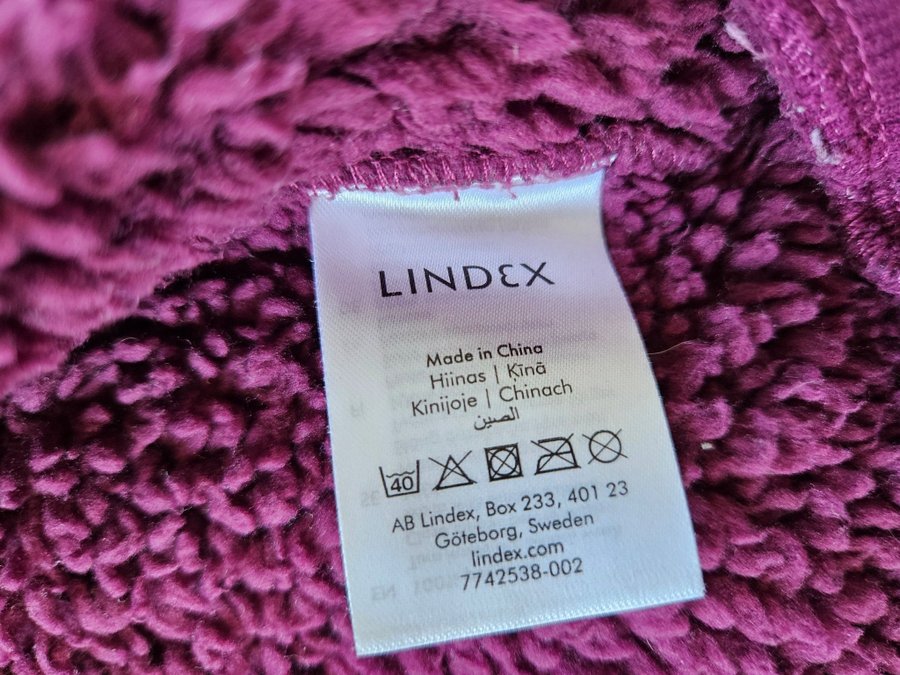 LINDEX
Made in China
Hiinas | Ķīnā
Kinijoje | Chinach
الصين
40
AB Lindex, Box 233, 401 23
Göteborg, Sweden
lindex.com
7742538-002